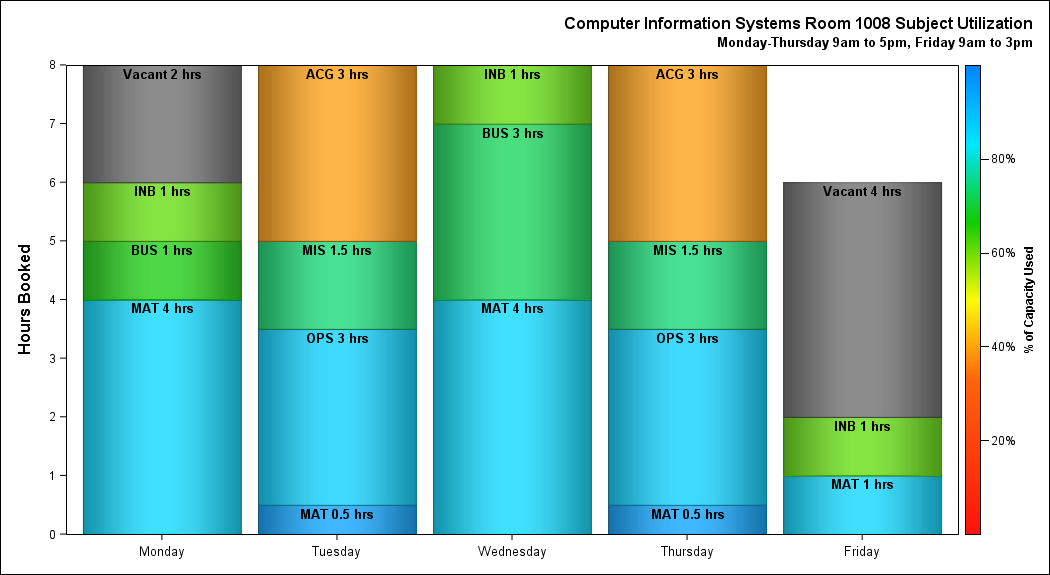 Computer Information Systems Room 1008 Subject Utilization
Monday-Thursday 9am to 5pm, Friday 9am to 3pm
Hours Booked
8
7
6
5
4
3
2
1
0
Vacant 2 hrs
INB 1 hrs
BUS 1 hrs
MAT 4 hrs
ACG 3 hrs
MIS 1.5 hrs
OPS 3 hrs
MAT 0.5 hrs
INB 1 hrs
BUS 3 hrs
MAT 4 hrs
ACG 3 hrs
MIS 1.5 hrs
OPS 3 hrs
MAT 0.5 hrs
Vacant 4 hrs
INB 1 hrs
MAT 1 hrs
Monday
Tuesday
Wednesday
Thursday
Friday
80%
60%
40%
20%
% of Capacity Used